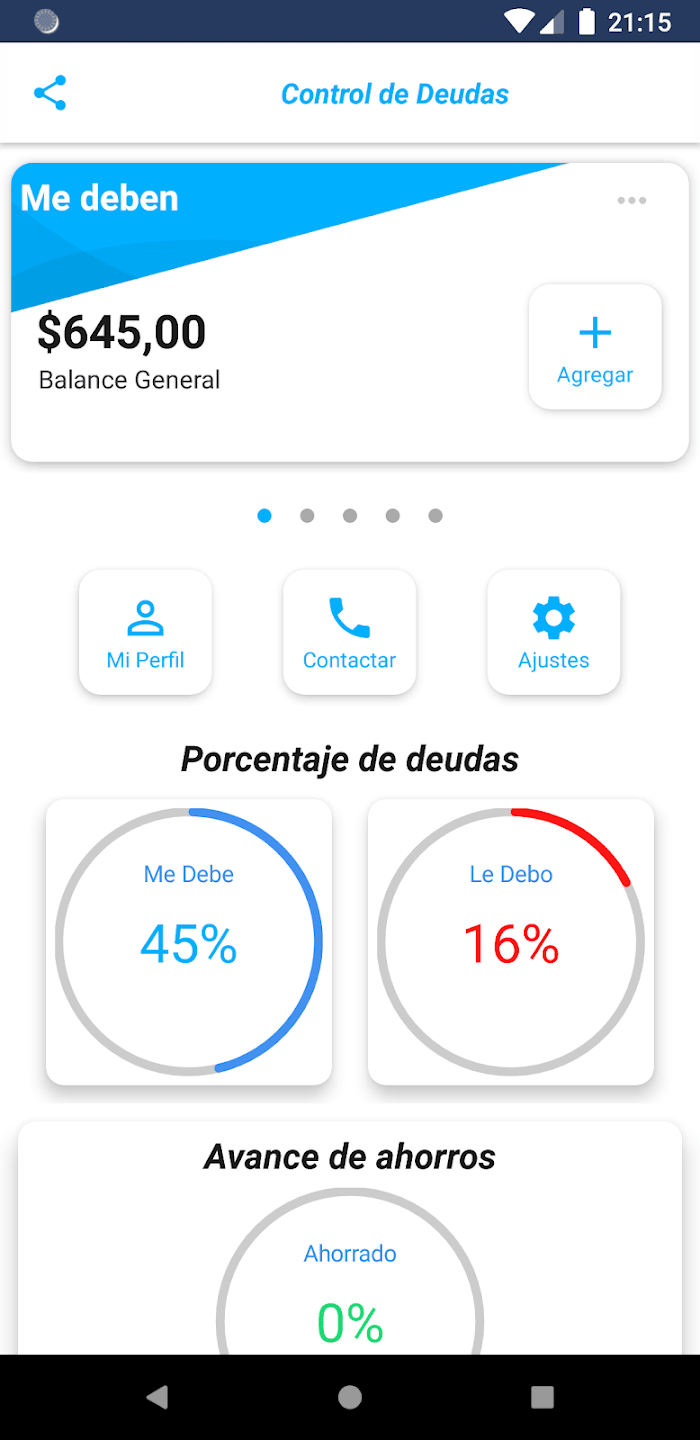 21:15
Control de Deudas
Me deben
$645,00
Balance General
Agregar
Mi Perfil
Contactar
Ajustes
Porcentaje de deudas
Me Debe
Le Debo
45%
16%
Avance de ahorros
Ahorrado
0%